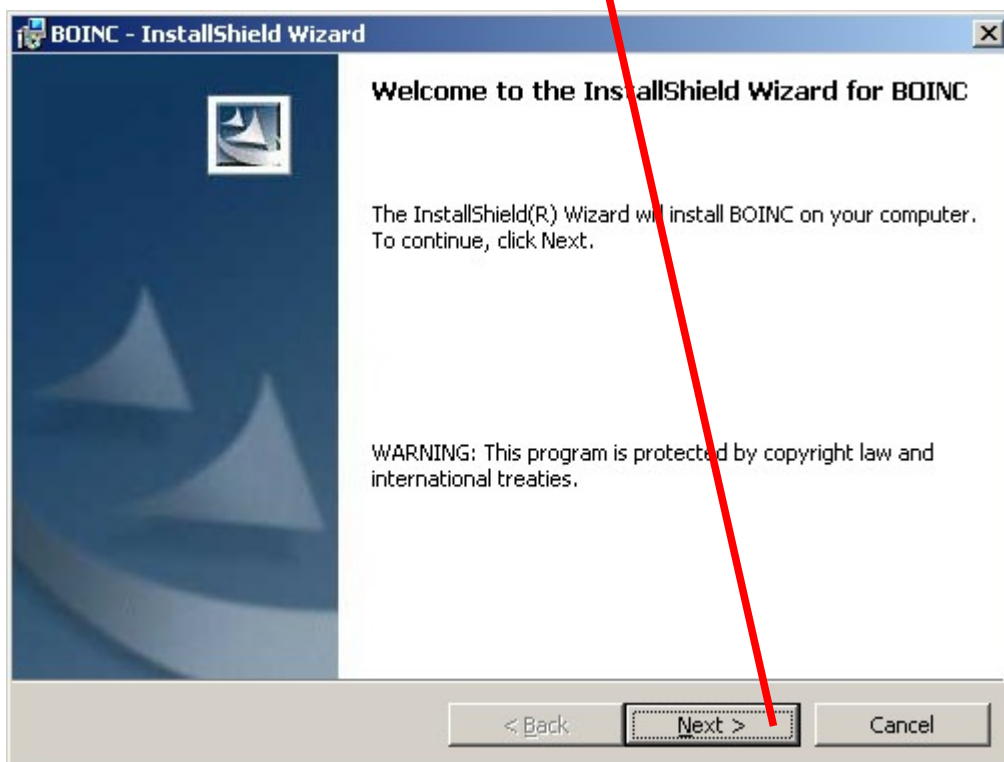 BOINC - InstallShield Wizard
Welcome to the InstallShield Wizard for BOINC
The InstallShield(R) Wizard will install BOINC on your computer.
To continue, click Next.
WARNING: This program is protected by copyright law and
international treaties.
< Back Next > Cancel